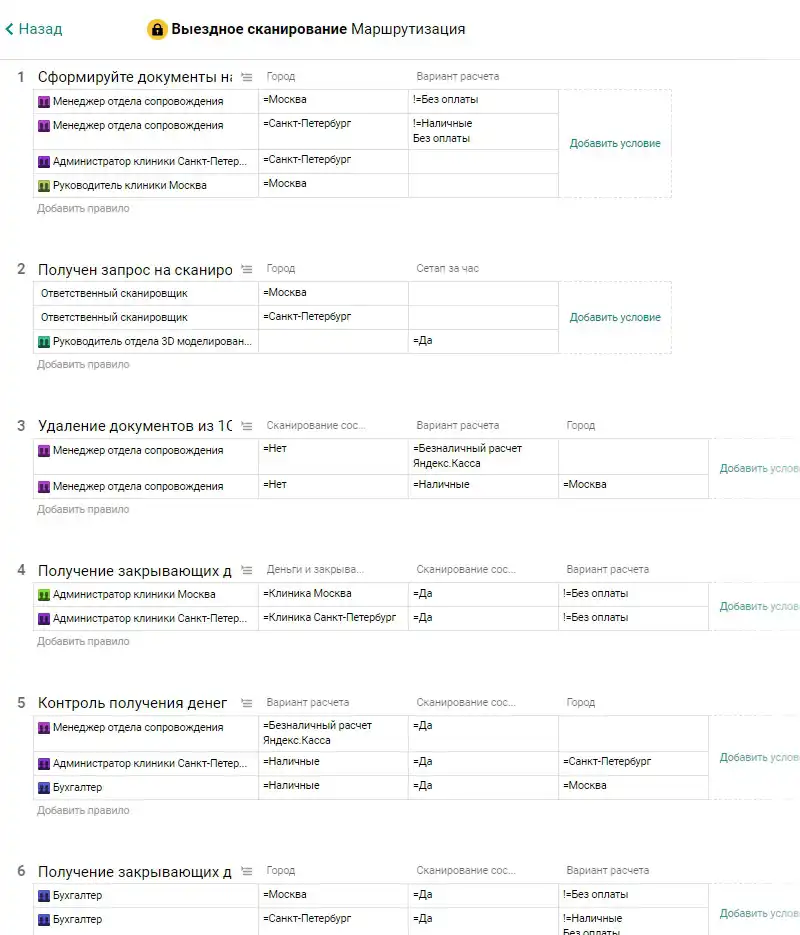 Назад
Выездное сканирование Маршрутизация
1 Сформируйте документы на Город Вариант расчета
Менеджер отдела сопровождения =Москва !=Без оплаты
Менеджер отдела сопровождения =Санкт-Петербург !=Наличные
Без оплаты
Добавить условие
Администратор клиники Санкт-Петер... =Санкт-Петербург
Руководитель клиники Москва =Москва
Добавить правило
2 Получен запрос на сканиро Город Сетап за час
Ответственный сканировщик =Москва
Ответственный сканировщик =Санкт-Петербург
Добавить условие
Руководитель отдела 3D моделирован... =Да
Добавить правило
3 Удаление документов из 1С Сканирование сос... Вариант расчета Город
Менеджер отдела сопровождения =Нет =Безналичный расчет
Яндекс.Касса
Добавить услов
Менеджер отдела сопровождения =Нет =Наличные =Москва
Добавить правило
4 Получение закрывающих д Деньги и закрыва... Сканирование сос... Вариант расчета
Администратор клиники Москва =Клиника Москва =Да !=Без оплаты
Добавить услов
Администратор клиники Санкт-Петер... =Клиника Санкт-Петербург =Да !=Без оплаты
Добавить правило
5 Контроль получения денег Вариант расчета Сканирование сос... Город
Менеджер отдела сопровождения =Безналичный расчет =Да
Яндекс.Касса
Добавить услов
Администратор клиники Санкт-Петер... =Наличные =Да =Санкт-Петербург
Бухгалтер =Наличные =Да =Москва
Добавить правило
6 Получение закрывающих д Город Сканирование сос... Вариант расчета
Бухгалтер =Москва =Да !=Без оплаты
Добавить услов
Бухгалтер =Санкт-Петербург =Да !=Наличные
Без оплаты